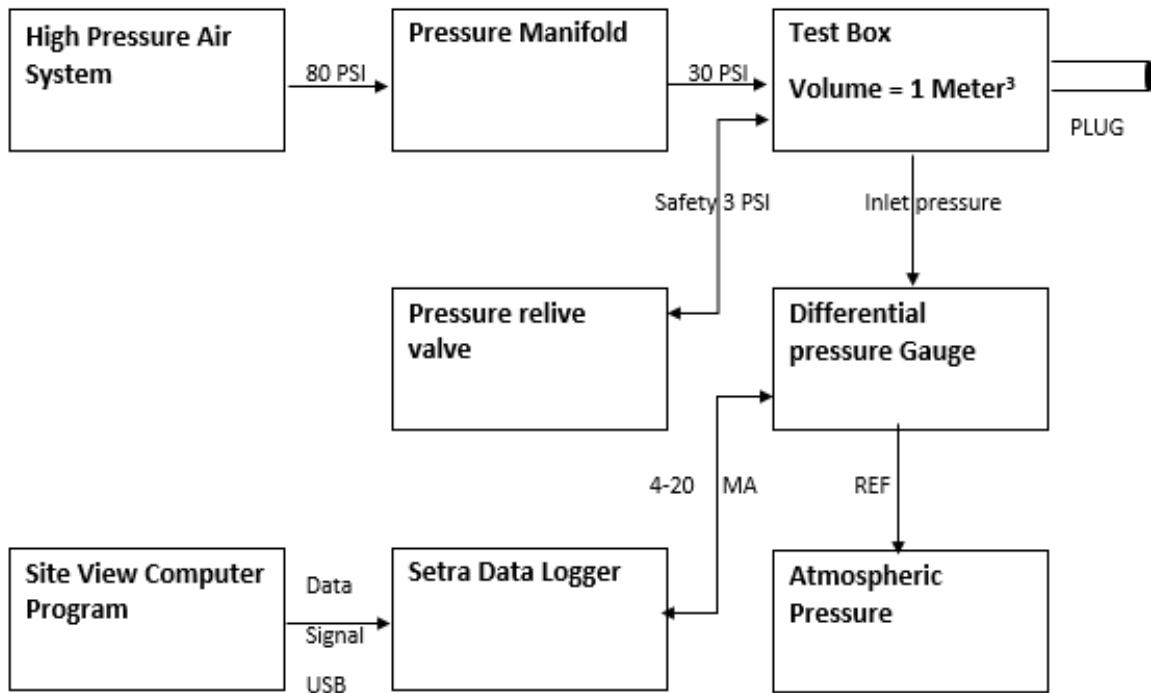 High Pressure Air
System
80 PSI
Pressure Manifold
30 PSI
Test Box
Volume = 1 Meter³
PLUG
Safety 3 PSI
Inlet pressure
Pressure relive
valve
Differential
pressure Gauge
4-20 MA
REF
Site View Computer
Program
Data
Signal
USB
Setra Data Logger
Atmospheric
Pressure